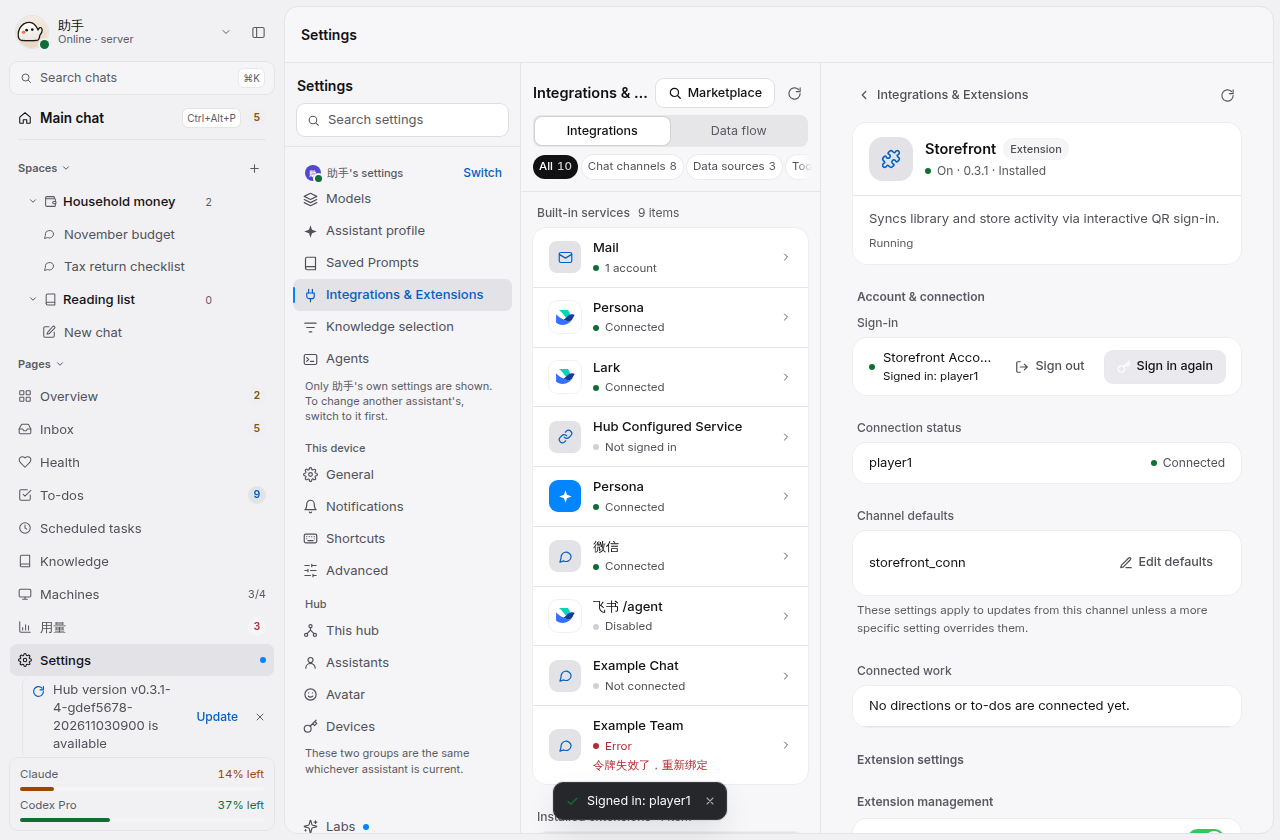 助手
Online · server
Search chats
⌘K
Main chat
Ctrl+Alt+P
5
Spaces
Household money
2
November budget
Tax return checklist
Reading list
0
New chat
Pages
Overview
2
Inbox
5
Health
To-dos
9
Scheduled tasks
Knowledge
Machines
3/4
用量
3
Settings
Hub version v0.3.1-
4-gdef5678-
202611030900 is
available
Update
Claude
14% left
Codex Pro
37% left
Settings
Settings
Search settings
助手's settings
Switch
Models
Assistant profile
Saved Prompts
Integrations & Extensions
Knowledge selection
Agents
Only 助手's own settings are shown.
To change another assistant's,
switch to it first.
This device
General
Notifications
Shortcuts
Advanced
Hub
This hub
Assistants
Avatar
Devices
These two groups are the same
whichever assistant is current.
Labs
Integrations & ...
Marketplace
Integrations
Data flow
All 10
Chat channels 8
Data sources 3
Built-in services 9 items
Mail
1 account
Persona
Connected
Lark
Connected
Hub Configured Service
Not signed in
Persona
Connected
微信
Connected
飞书 /agent
Disabled
Example Chat
Not connected
Example Team
Error
令牌失效了，重新绑定
Signed in: player1
Integrations & Extensions
Storefront
Extension
On · 0.3.1 · Installed
Syncs library and store activity via interactive QR sign-in.
Running
Account & connection
Sign-in
Storefront Acco...
Signed in: player1
Sign out
Sign in again
Connection status
player1
Connected
Channel defaults
storefront_conn
Edit defaults
These settings apply to updates from this channel unless a more
specific setting overrides them.
Connected work
No directions or to-dos are connected yet.
Extension settings
Extension management